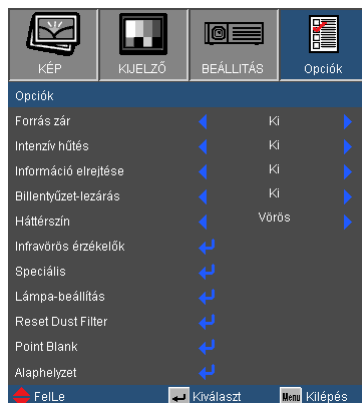 KÉP KIJELZŐ BEÁLLITÁS Opciók
Opciók
Forrás zár Ki
Intenzív hűtés Ki
Információ elrejtése Ki
Billentyűzet-lezárás Ki
Háttérszín Vörös
Infravörös érzékelők
Speciális
Lámpa-beállítás
Reset Dust Filter
Point Blank
Alaphelyzet
FelLe Kiválaszt Menu Kilépés